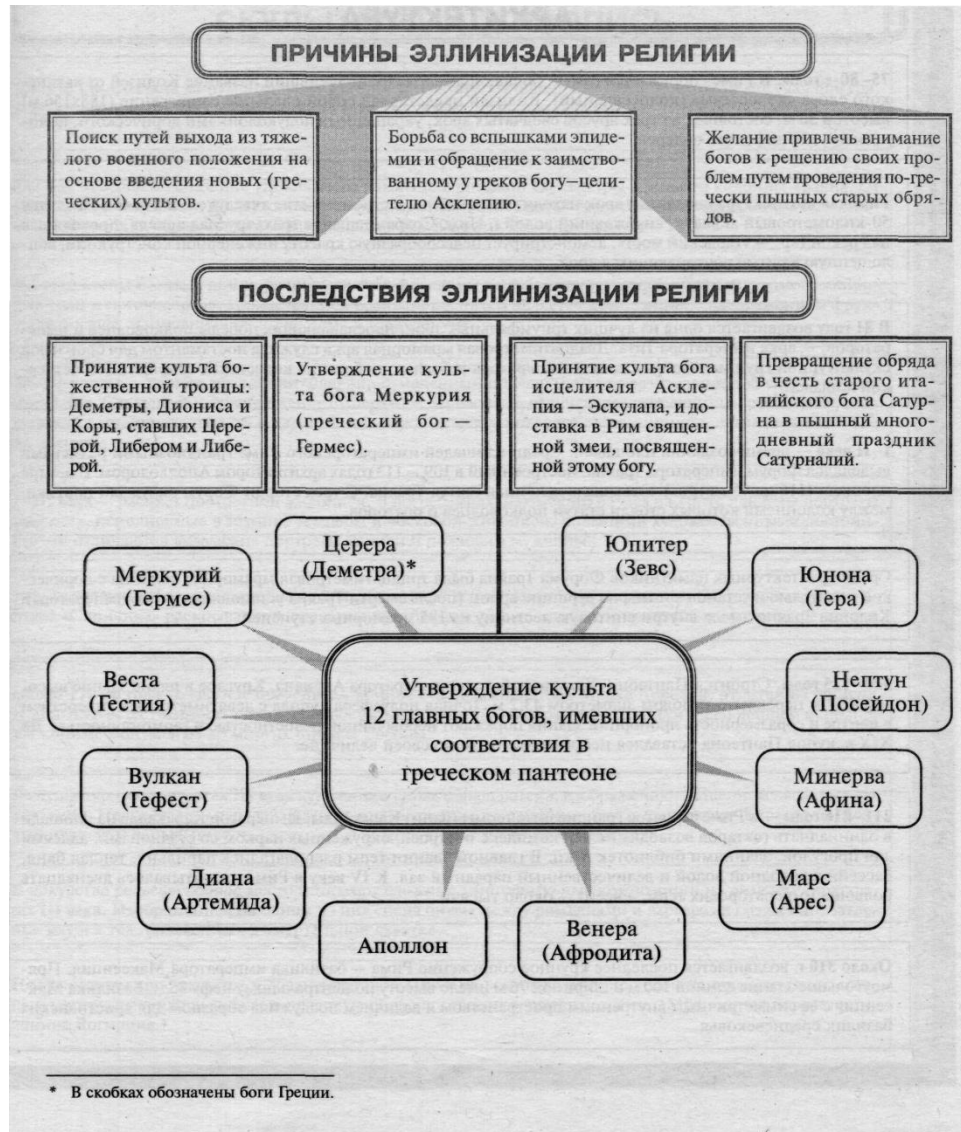 ПРИЧИНЫ ЭЛЛИНИЗАЦИИ РЕЛИГИИ
Поиск путей выхода из тяже-
лого военного положения на
основе введения новых (гре-
ческих) культов.
Борьба со вспышками эпиде-
мии и обращение к заимство-
ванному у греков богу—цели-
телю Асклепию.
Желание привлечь внимание
богов к решению своих про-
блем путем проведения по-гре-
чески пышных старых обря-
дов.
ПОСЛЕДСТВИЯ ЭЛЛИНИЗАЦИИ РЕЛИГИИ
Принятие культа бо-
жественной троицы:
Деметры, Диониса и
Коры, ставших Цере-
рой, Либером и Либе-
рой.
Утверждение куль-
та бога Меркурия
(греческий бог —
Гермес).
Принятие культа бога
исцелителя Аскле-
пия — Эскулапа, и до-
ставка в Рим священ-
ной змеи, посвящен-
ной этому богу.
Превращение обряда
в честь старого ита-
лийского бога Сатур-
на в пышный много-
дневный праздник
Сатурналий.
Меркурий
(Гермес)
Церера
(Деметра)*
Юпитер
(Зевс)
Юнона
(Гера)
Веста
(Гестия)
Нептун
(Посейдон)
Утверждение культа
12 главных богов, имевших
соответствия в
греческом пантеоне
Вулкан
(Гефест)
Минерва
(Афина)
Диана
(Артемида)
Аполлон
Венера
(Афродита)
Марс
(Арес)
* В скобках обозначены боги Греции.